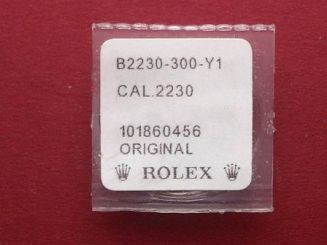 B2230-300-Y1
CAL.2230
101860456
ORIGINAL
ROLEX